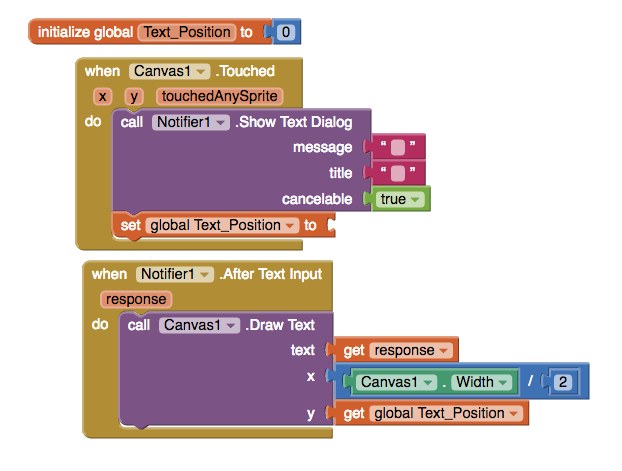 initialize global Text_Position to 0
when Canvas1 .Touched
x y touchedAnySprite
do call Notifier1 .Show Text Dialog
message “ ”
title “ ”
cancelable true
set global Text_Position to
when Notifier1 .After Text Input
response
do call Canvas1 .Draw Text
text get response
x Canvas1 . Width / 2
y get global Text_Position